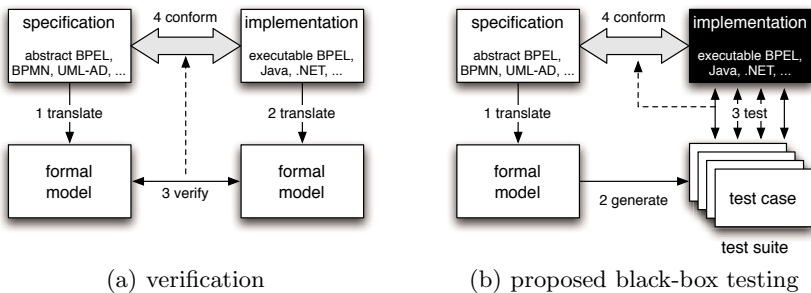 specification
abstract BPEL,
BPMN, UML-AD, ...
4 conform
implementation
executable BPEL,
Java, .NET, ...
1 translate
2 translate
formal
model
3 verify
formal
model
(a) verification
specification
abstract BPEL,
BPMN, UML-AD, ...
4 conform
implementation
executable BPEL,
Java, .NET, ...
1 translate
3 test
formal
model
2 generate
test case
test suite
(b) proposed black-box testing